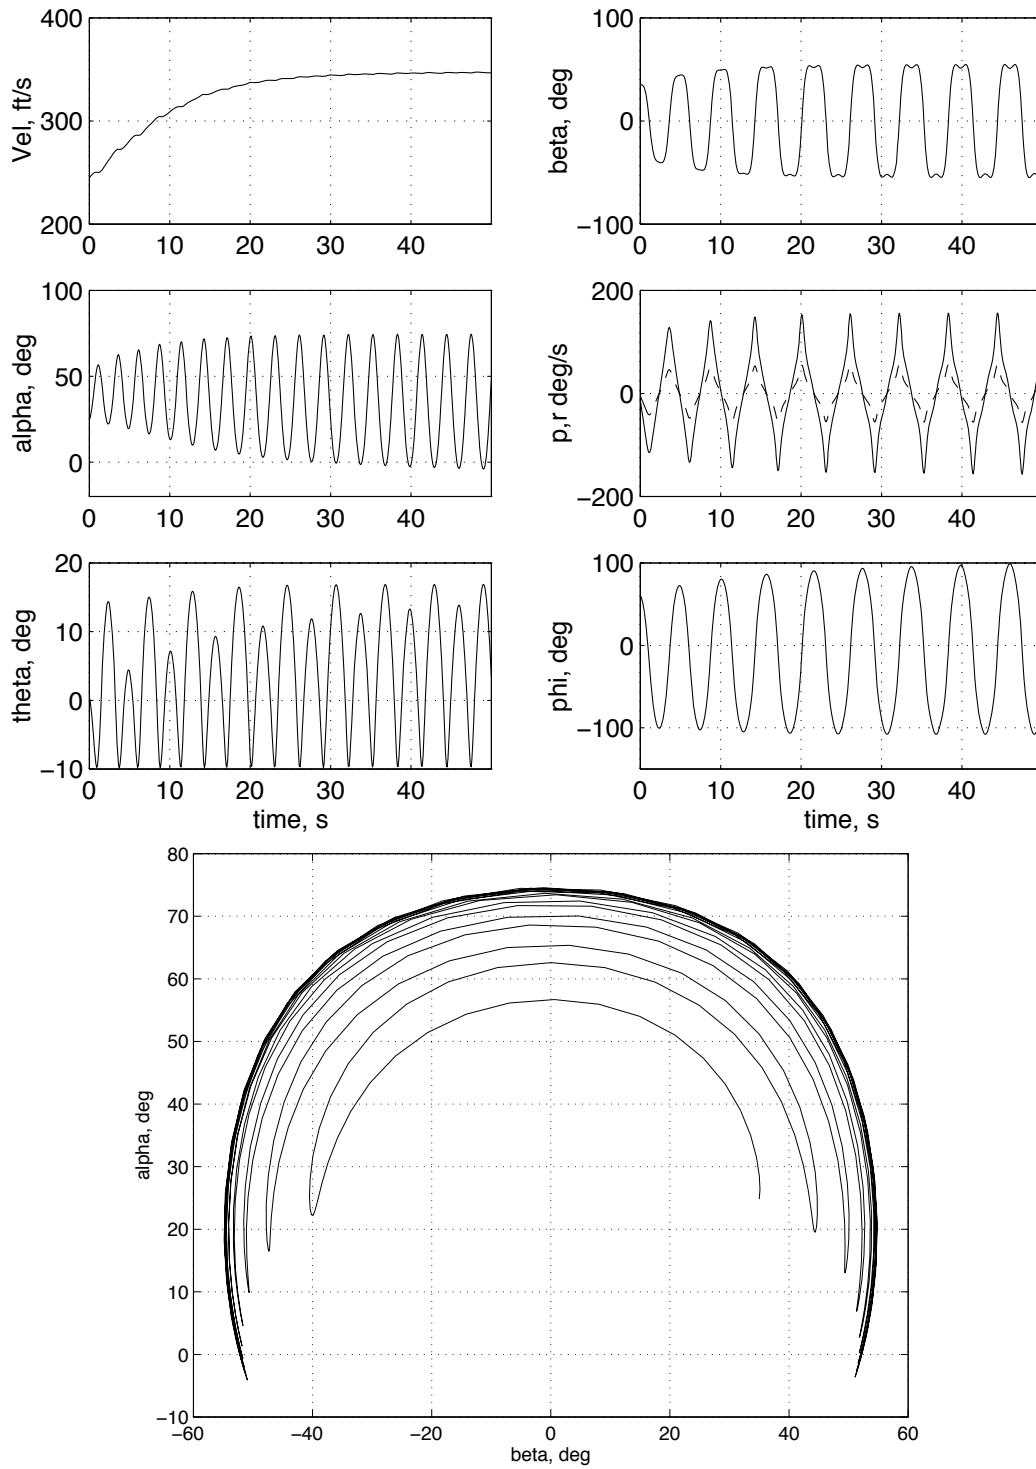 400
300
200
Vel, ft/s
0 10 20 30 40
100
0
−100
beta, deg
0 10 20 30 40
100
50
0
alpha, deg
0 10 20 30 40
200
0
−200
p,r deg/s
0 10 20 30 40
20
10
0
−10
theta, deg
0 10 20 30 40
time, s
100
0
−100
phi, deg
0 10 20 30 40
time, s
80
70
60
50
40
30
20
10
0
−10
alpha, deg
−60 −40 −20 0 20 40 60
beta, deg